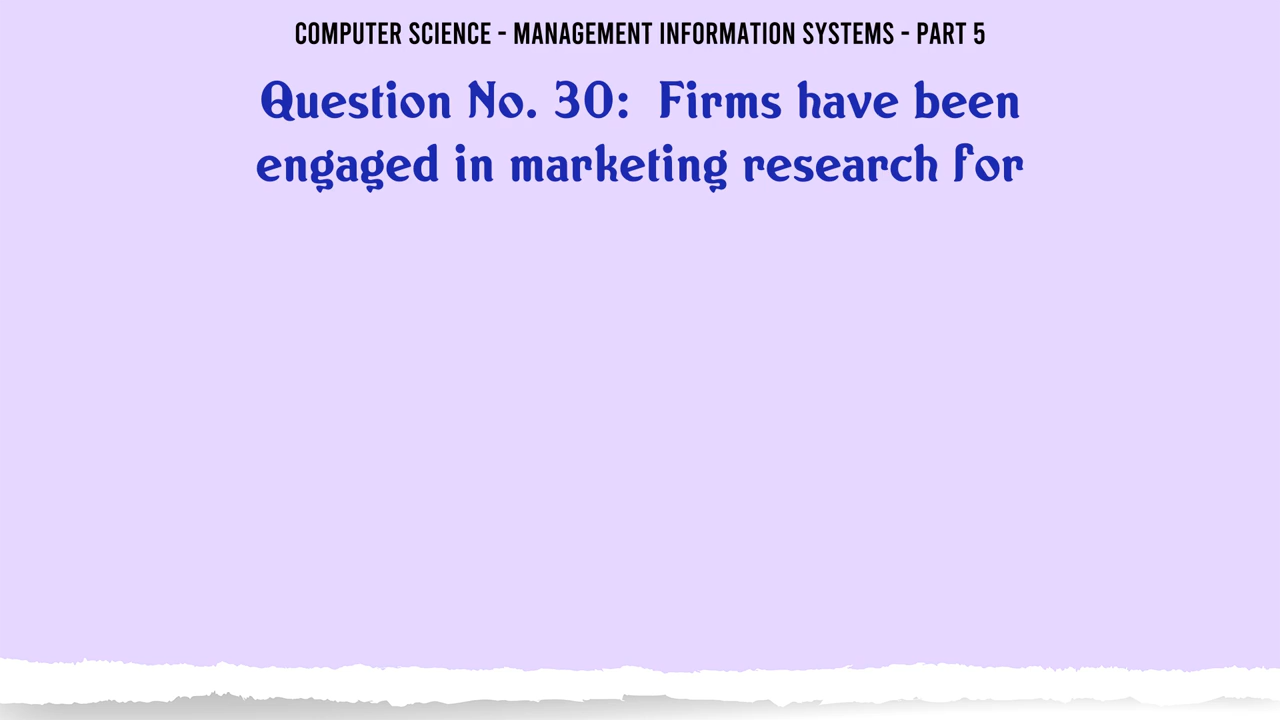 COMPUTER SCIENCE - MANAGEMENT INFORMATION SYSTEMS - PART 5
Question No. 30: Firms have been
engaged in marketing research for